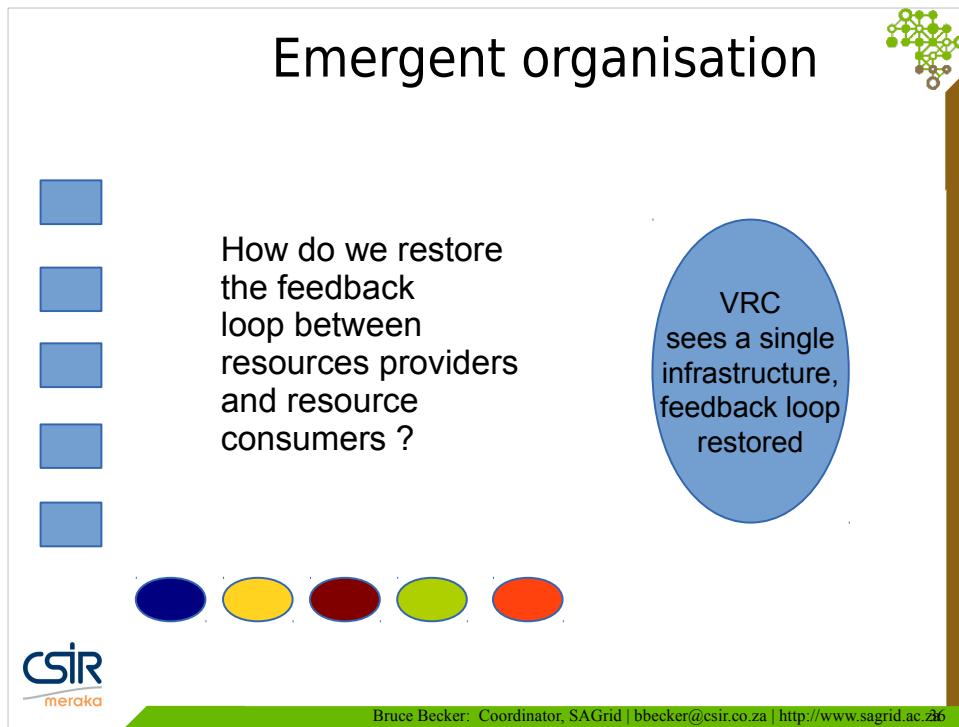 Emergent organisation
How do we restore
the feedback
loop between
resources providers
and resource
consumers ?
VRC
sees a single
infrastructure,
feedback loop
restored
CSIR
meraka
Bruce Becker: Coordinator, SAGrid | bbecker@csir.co.za | http://www.sagrid.ac.za
36